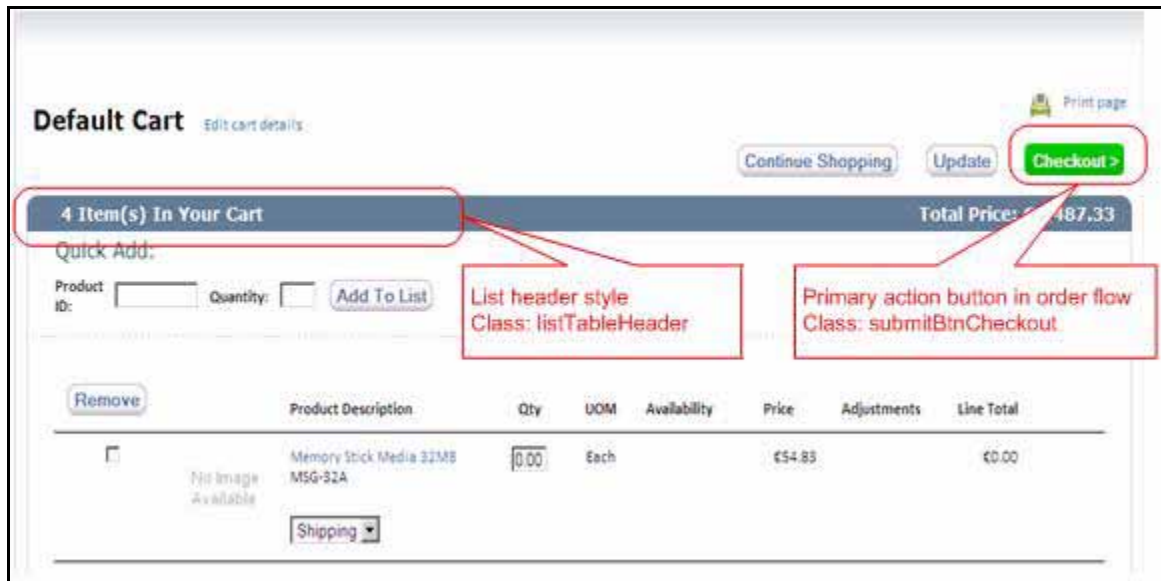 Print page
Default Cart Edit cart details
Continue Shopping Update Checkout >
4 Item(s) In Your Cart Total Price: 487.33
Quick Add:
Product ID: Quantity: Add To List
List header style
Class: listTableHeader
Primary action button in order flow
Class: submitBtnCheckout
Remove Product Description Qty UOM Availability Price Adjustments Line Total
Memory Stick Media 32MB 0.00 Each €54.83 €0.00
MSG-32A
No Image
Available
Shipping